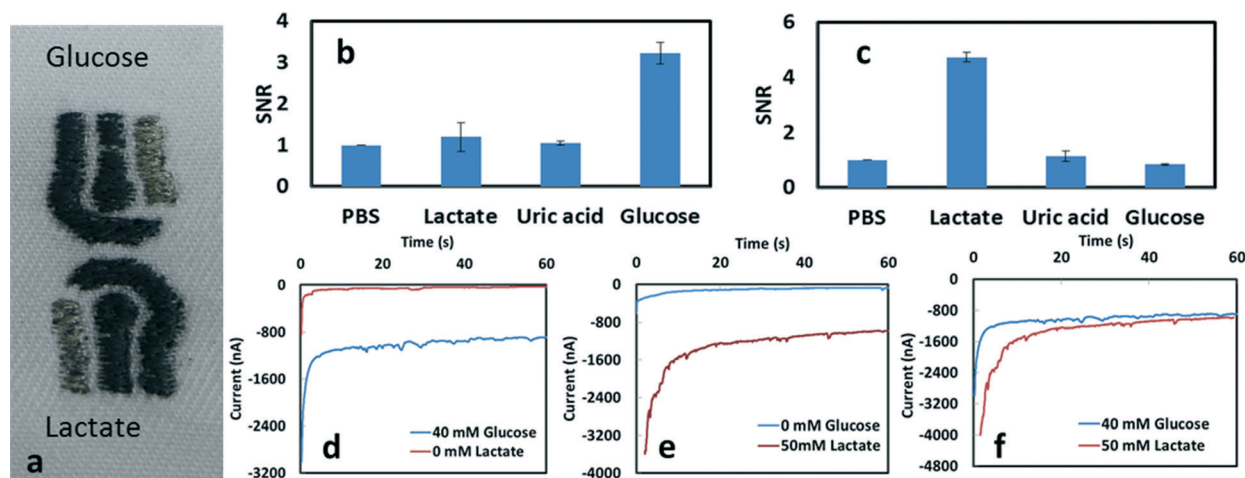 Glucose
Lactate
a
b
SNR
4
3
2
1
0
PBS Lactate Uric acid Glucose
c
SNR
6
4
2
0
PBS Lactate Uric acid Glucose
Time (s)
0 20 40 60
Current (nA)
0
-800
-1600
-2400
-3200
d
40 mM Glucose
0 mM Lactate
Time (s)
0 20 40 60
Current (nA)
0
-800
-1600
-2400
-3200
-4000
e
0 mM Glucose
50mM Lactate
Time (s)
0 20 40 60
Current (nA)
0
-800
-1600
-2400
-3200
-4000
-4800
f
40 mM Glucose
50 mM Lactate